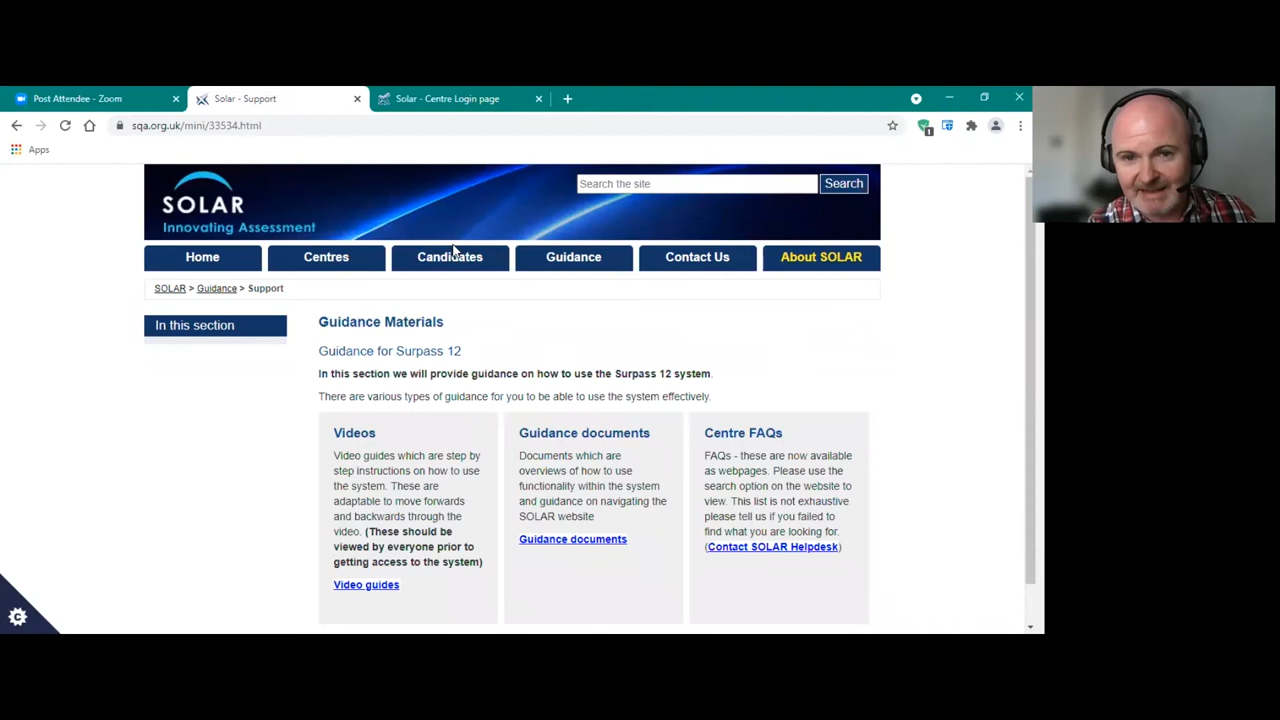 Post Attendee - Zoom
Solar - Support
Solar - Centre Login page
sqa.org.uk/mini/33534.html
Apps
SOLAR
Innovating Assessment
Search the site
Search
Home
Centres
Candidates
Guidance
Contact Us
About SOLAR
SOLAR > Guidance > Support
In this section
Guidance Materials
Guidance for Surpass 12
In this section we will provide guidance on how to use the Surpass 12 system.
There are various types of guidance for you to be able to use the system effectively.
Videos
Video guides which are step by
step instructions on how to use
the system. These are
adaptable to move forwards
and backwards through the
video. (These should be
viewed by everyone prior to
getting access to the system)
Video guides
Guidance documents
Documents which are
overviews of how to use
functionality within the system
and guidance on navigating the
SOLAR website
Guidance documents
Centre FAQs
FAQs - these are now available
as webpages. Please use the
search option on the website to
view. This list is not exhaustive
please tell us if you failed to
find what you are looking for.
(Contact SOLAR Helpdesk)